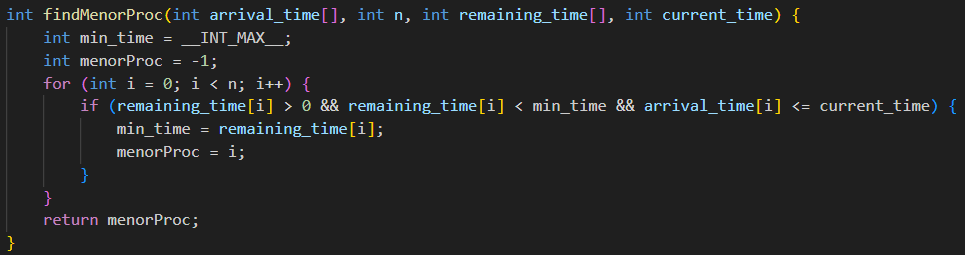 int findMenorProc(int arrival_time[], int n, int remaining_time[], int current_time) {
    int min_time = __INT_MAX__;
    int menorProc = -1;
    for (int i = 0; i < n; i++) {
        if (remaining_time[i] > 0 && remaining_time[i] < min_time && arrival_time[i] <= current_time) {
            min_time = remaining_time[i];
            menorProc = i;
        }
    }
    return menorProc;
}